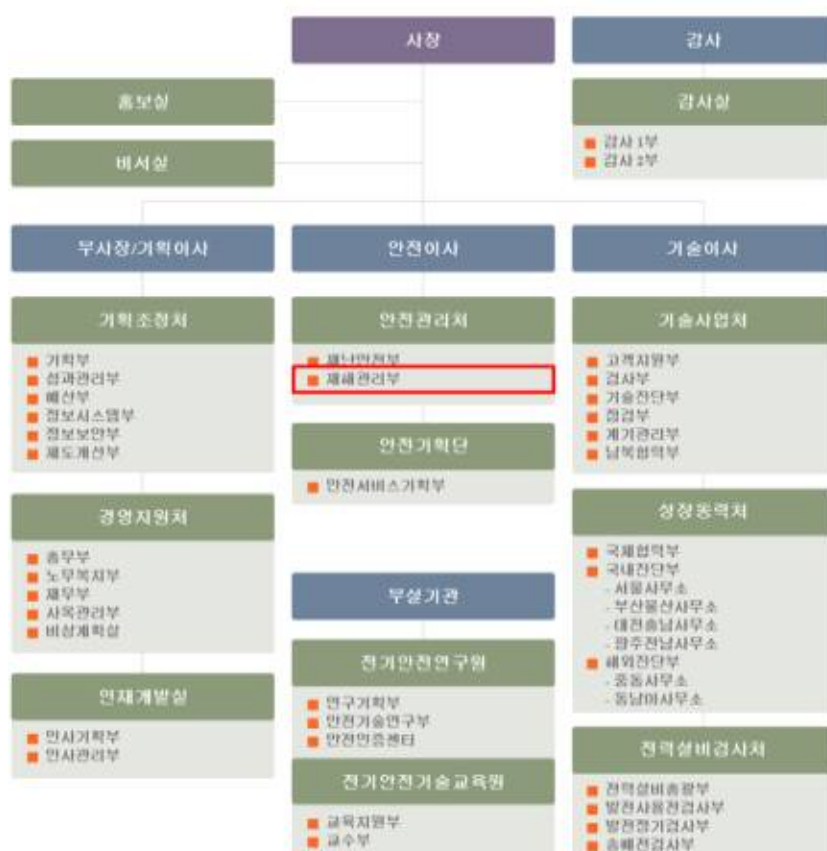 사장
감사
홍보실
감사실
감사 1부
감사 2부
비서실
부사장/기획이사
안전이사
기술이사
기획조정처
기획부
성과관리부
예산부
정보시스템부
정보보안부
제도개선부
안전관리처
재난안전부
재해관리부
안전기획단
안전서비스기획부
기술사업처
고객지원부
검사부
기술진단부
점검부
계기관리부
남북협력부
경영지원처
총무부
노무복지부
재무부
사옥관리부
비상계획실
성장동력처
국제협력부
국내진단부
- 서울사무소
- 부산울산사무소
- 대전충남사무소
- 광주전남사무소
해외진단부
- 중동사무소
- 동남아사무소
부설기관
전기안전연구원
연구기획부
안전기술연구부
안전인증센터
인재개발실
인사기획부
인사관리부
전기안전기술교육원
교육지원부
교수부
전력설비검사처
전력설비총괄부
발전사용전검사부
발전정기검사부
송배전검사부